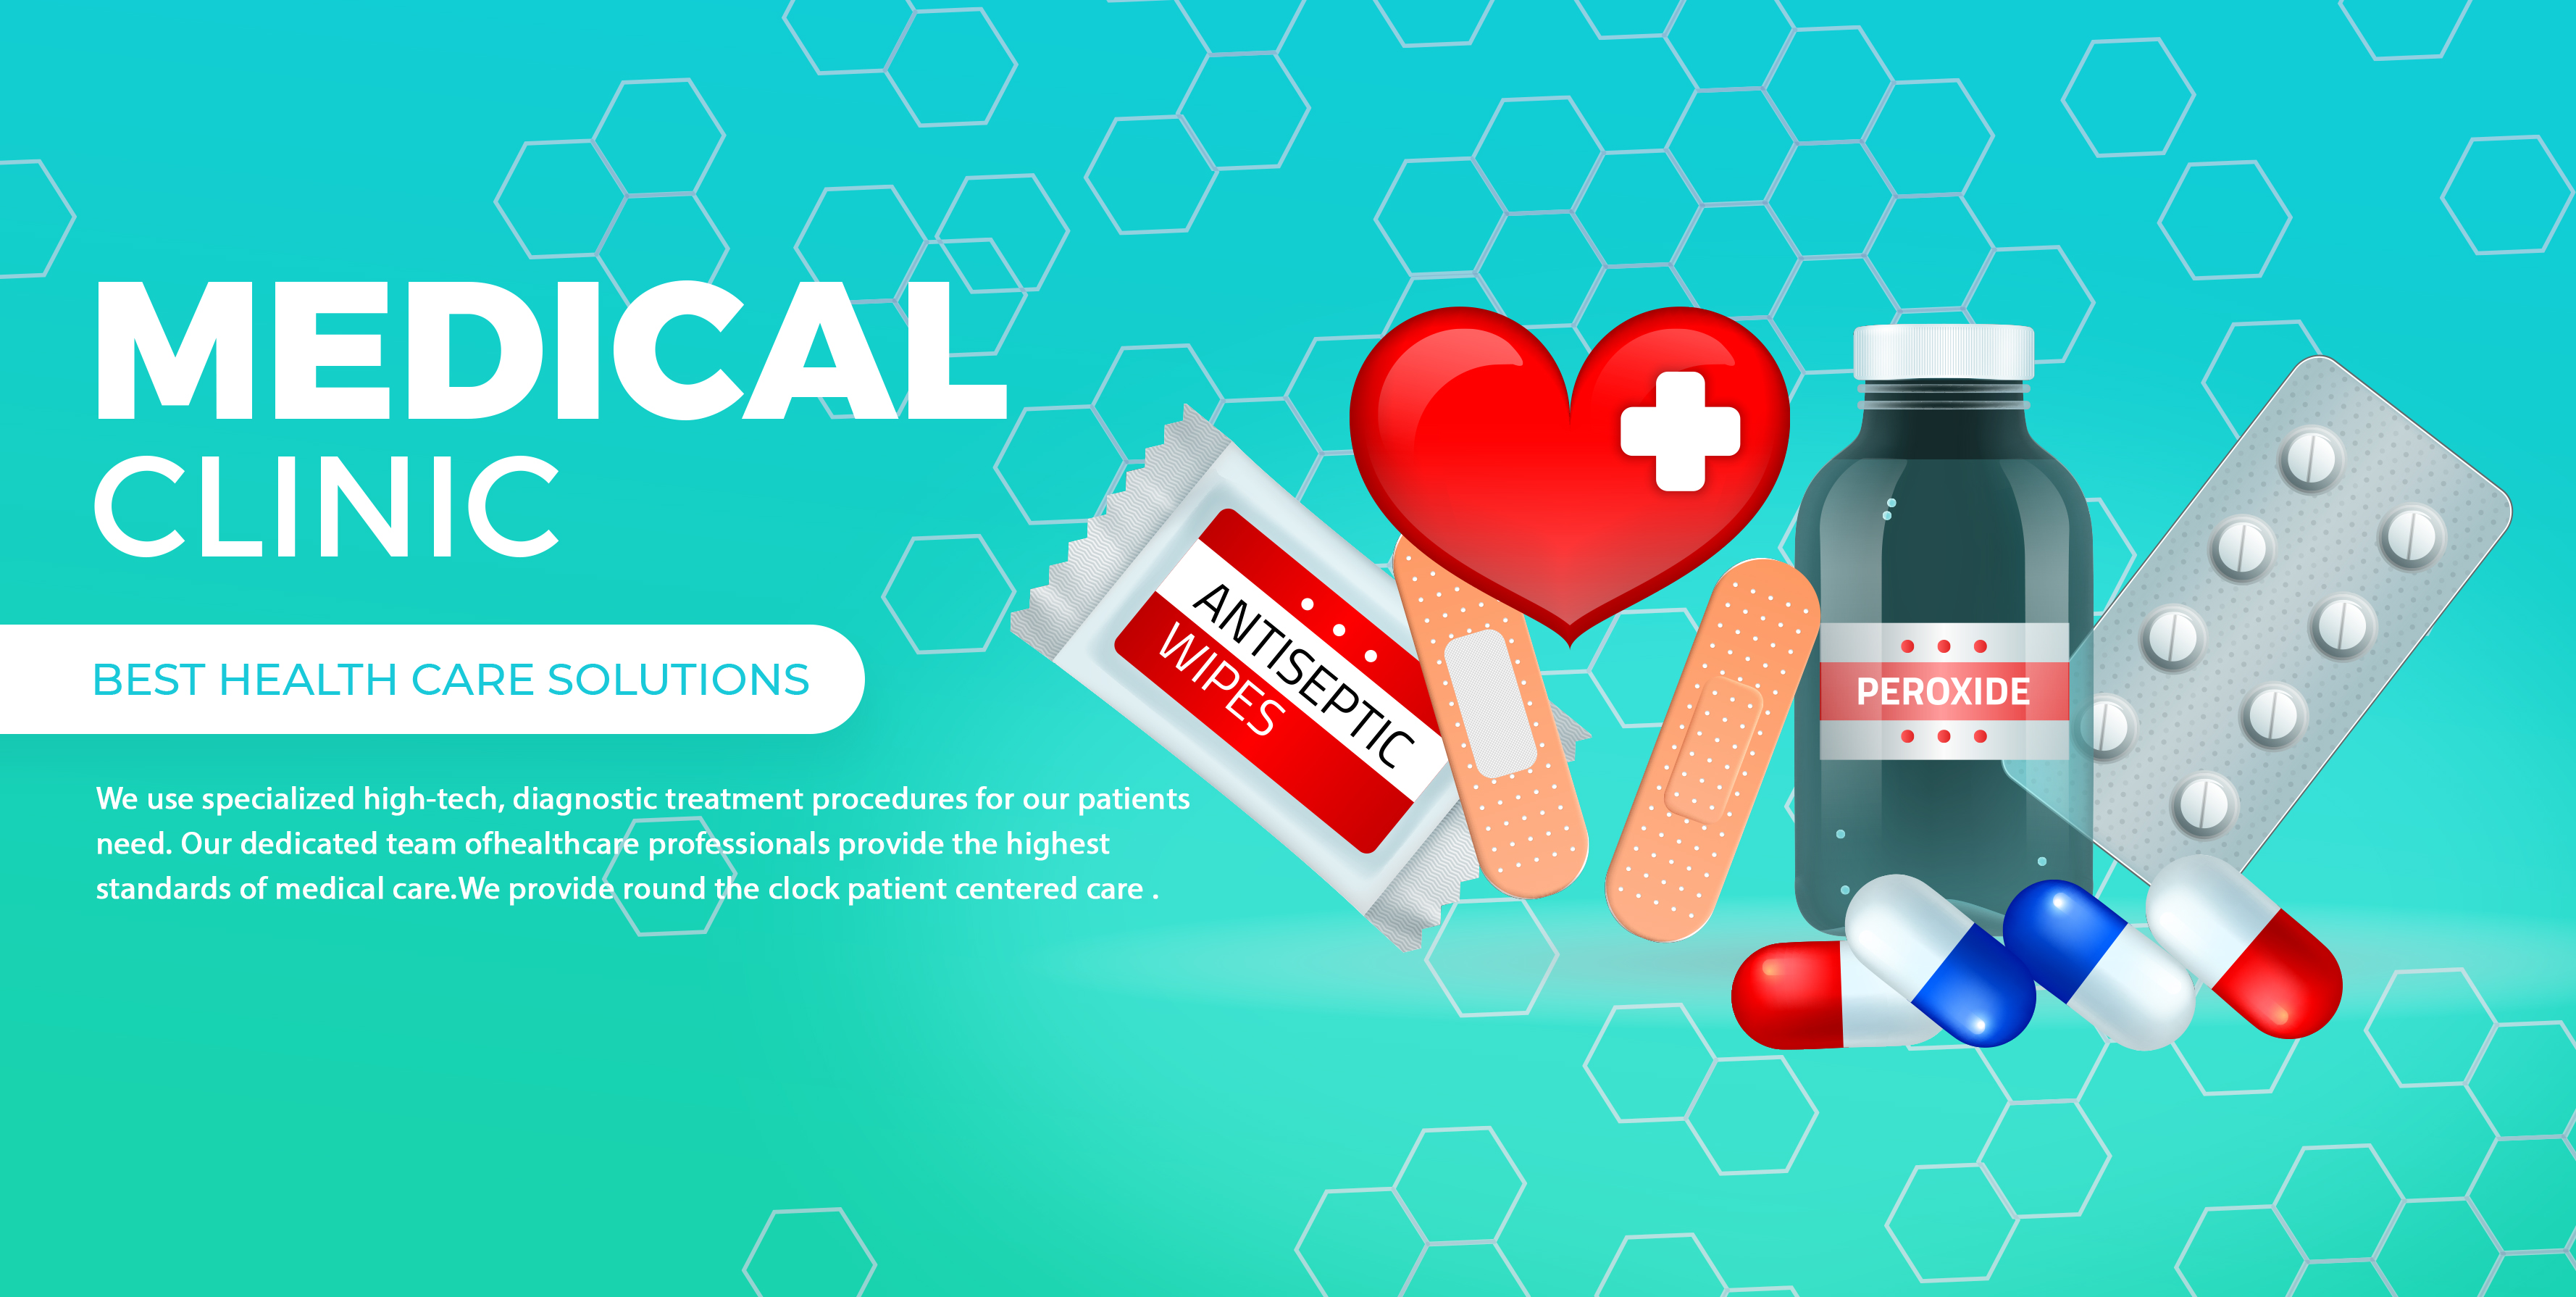 MEDICAL
CLINIC
BEST HEALTH CARE SOLUTIONS
We use specialized high-tech, diagnostic treatment procedures for our patients
need. Our dedicated team ofhealthcare professionals provide the highest
standards of medical care.We provide round the clock patient centered care .
ANTISEPTIC
WIPES
PEROXIDE